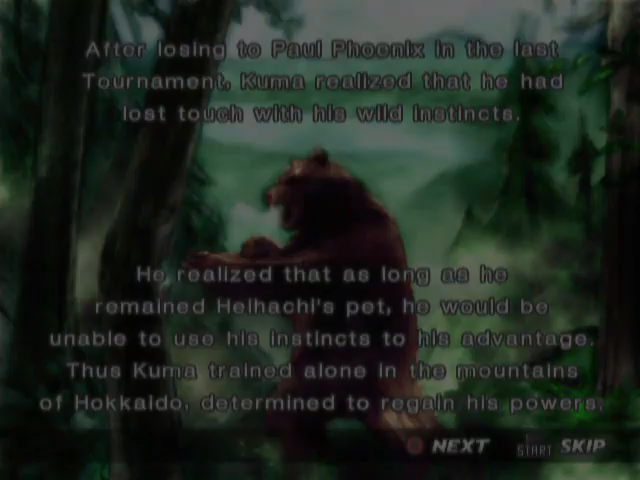 After losing to Paul Phoenix in the last
Tournament, Kuma realized that he had
lost touch with his wild instincts.
He realized that as long as he
remained Heihachi's pet, he would be
unable to use his instincts to his advantage.
Thus Kuma trained alone in the mountains
of Hokkaido, determined to regain his powers.
NEXT START SKIP